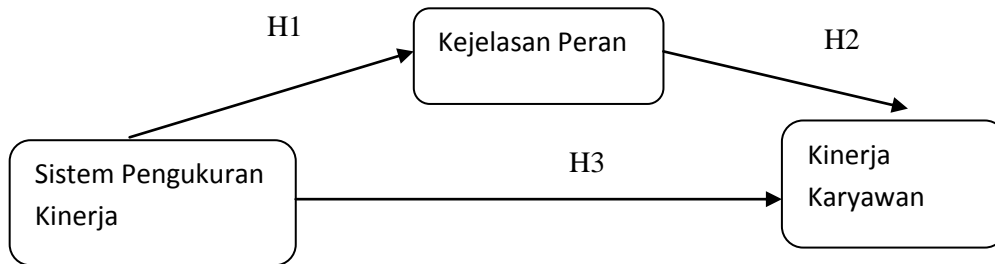 H1
Kejelasan Peran
H2
Sistem Pengukuran
Kinerja
H3
Kinerja
Karyawan